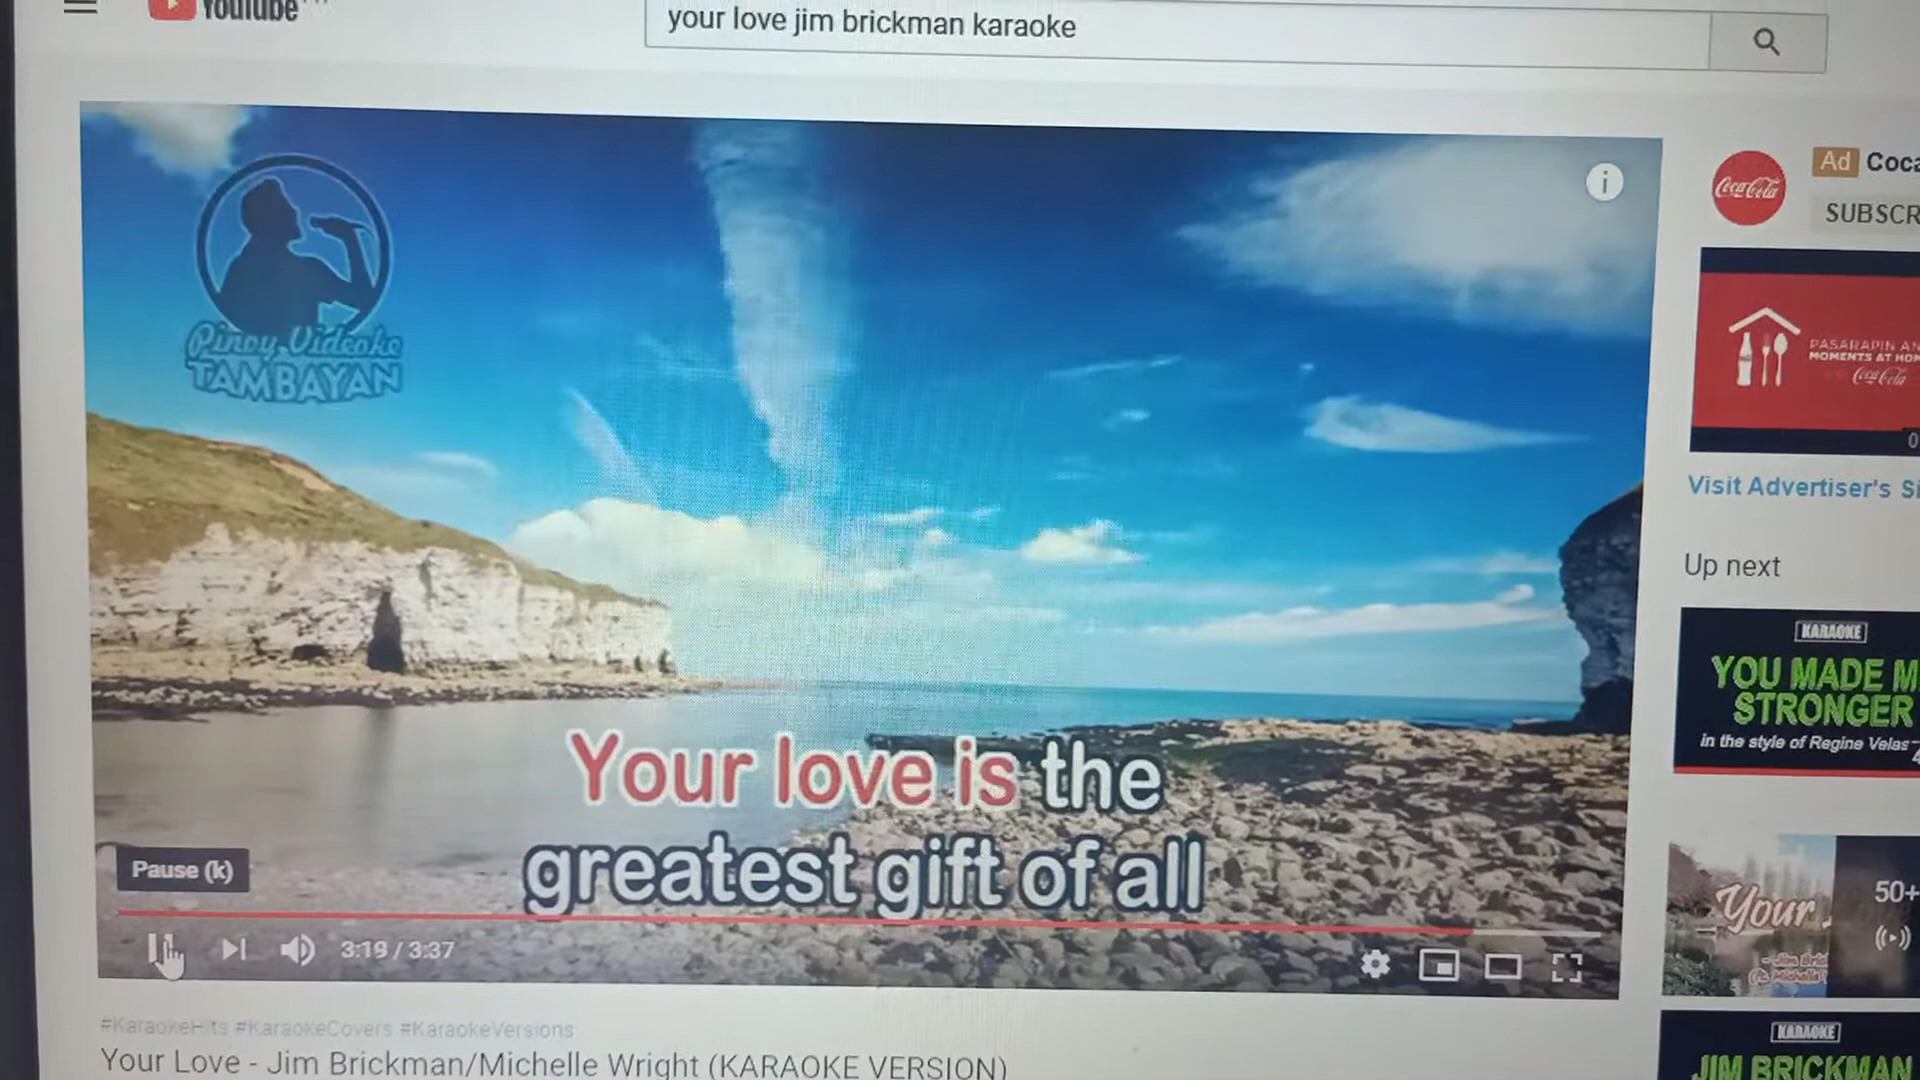 YouTube
your love jim brickman karaoke
Pinoy Videoke
TAMBAYAN
i
Your love is the
greatest gift of all
Pause (k)
3:19 / 3:37
#KaraokeHits #KaraokeCovers #KaraokeVersions
Your Love - Jim Brickman/Michelle Wright (KARAOKE VERSION)
Coca-Cola
Ad Coca
SUBSCR
PASARAPIN AN
MOMENTS AT HOM
Coca-Cola
Visit Advertiser's Si
Up next
KARAOKE
YOU MADE M
STRONGER
in the style of Regine Velas
Your
50+
KARAOKE
JIM BRICKMAN